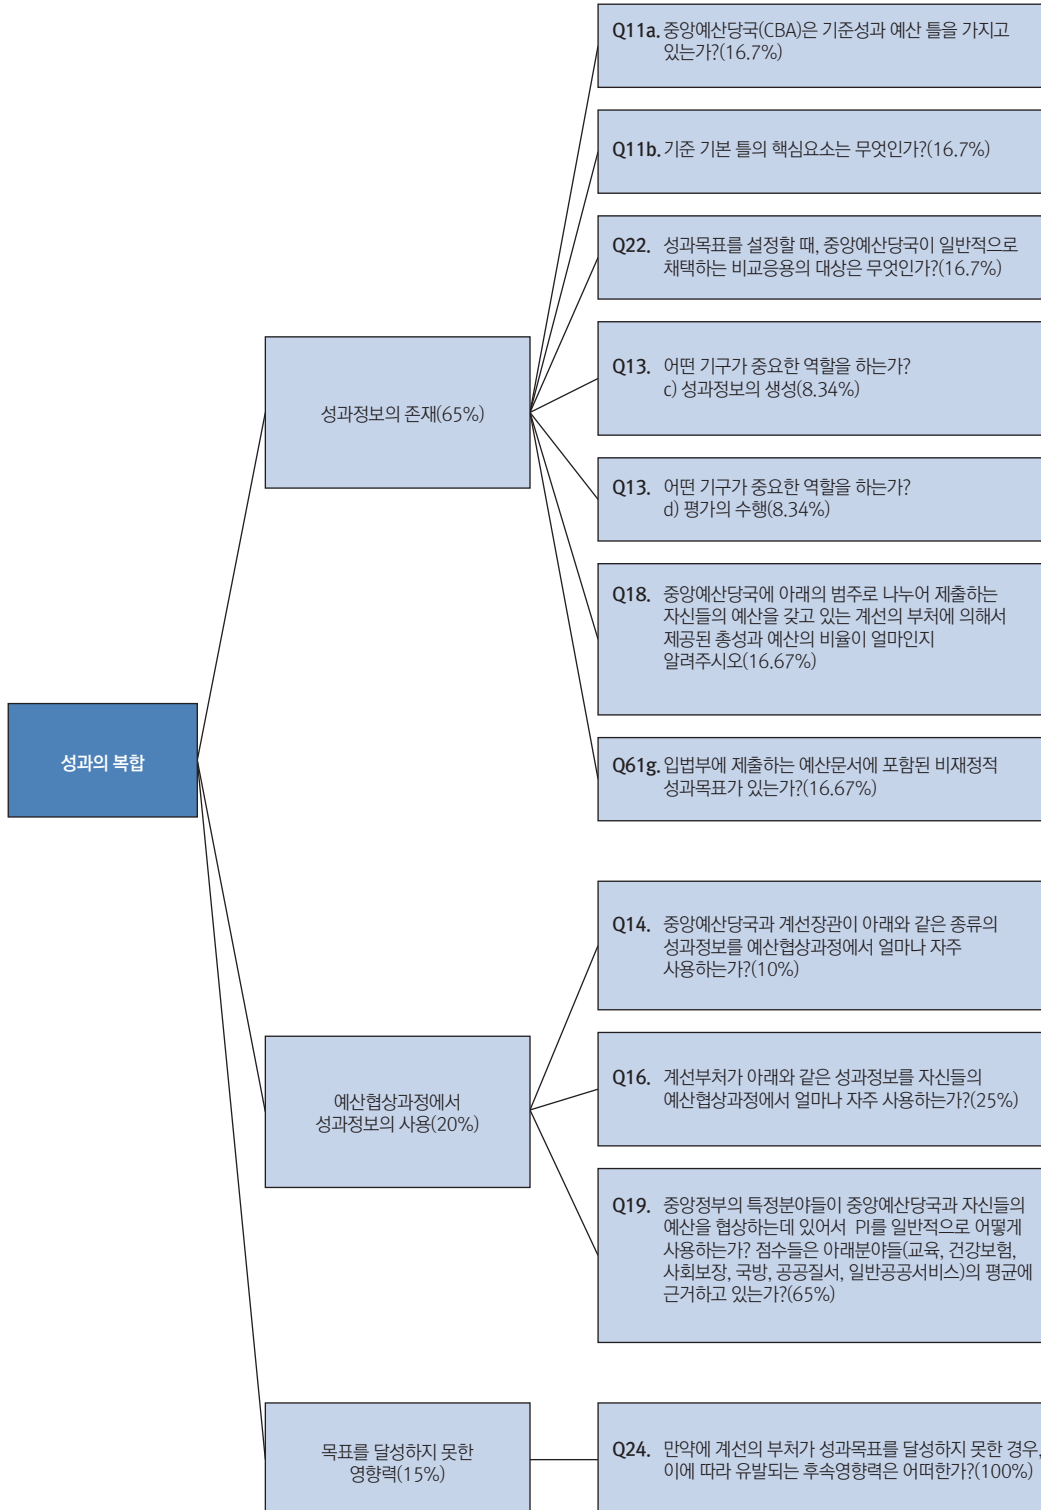 Q11a. 중앙예산당국(CBA)은 기준성과 예산 틀을 가지고
있는가?(16.7%)
Q11b. 기준 기본 틀의 핵심요소는 무엇인가?(16.7%)
Q22. 성과목표를 설정할 때, 중앙예산당국이 일반적으로
채택하는 비교응용의 대상은 무엇인가?(16.7%)
Q13. 어떤 기구가 중요한 역할을 하는가?
c) 성과정보의 생성(8.34%)
성과정보의 존재(65%)
Q13. 어떤 기구가 중요한 역할을 하는가?
d) 평가의 수행(8.34%)
Q18. 중앙예산당국에 아래의 범주로 나누어 제출하는
자신들의 예산을 갖고 있는 계선의 부처에 의해서
제공된 총성과 예산의 비율이 얼마인지
알려주시오(16.67%)
성과의 복합
Q61g. 입법부에 제출하는 예산문서에 포함된 비재정적
성과목표가 있는가?(16.67%)
Q14. 중앙예산당국과 계선장관이 아래와 같은 종류의
성과정보를 예산협상과정에서 얼마나 자주
사용하는가?(10%)
예산협상과정에서
성과정보의 사용(20%)
Q16. 계선부처가 아래와 같은 성과정보를 자신들의
예산협상과정에서 얼마나 자주 사용하는가?(25%)
Q19. 중앙정부의 특정분야들이 중앙예산당국과 자신들의
예산을 협상하는데 있어서 PI를 일반적으로 어떻게
사용하는가? 점수들은 아래분야들(교육, 건강보험,
사회보장, 국방, 공공질서, 일반공공서비스)의 평균에
근거하고 있는가?(65%)
목표를 달성하지 못한
영향력(15%)
Q24. 만약에 계선의 부처가 성과목표를 달성하지 못한 경우,
이에 따라 유발되는 후속영향력은 어떠한가?(100%)